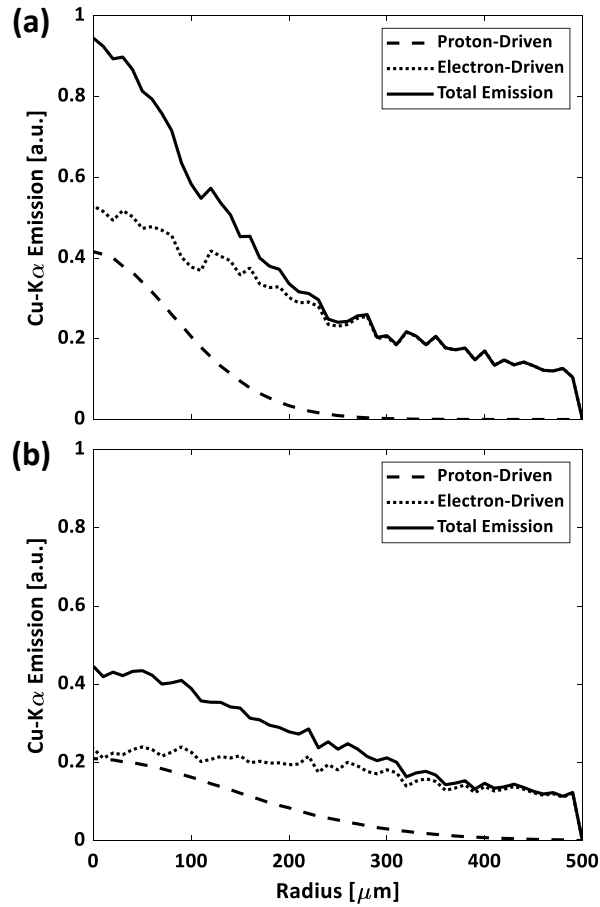 (a)
1
0.8
0.6
0.4
0.2
0
Cu-Kα Emission [a.u.]
Proton-Driven
Electron-Driven
Total Emission
(b)
1
0.8
0.6
0.4
0.2
0
Cu-Kα Emission [a.u.]
Proton-Driven
Electron-Driven
Total Emission
0 100 200 300 400 500
Radius [μm]